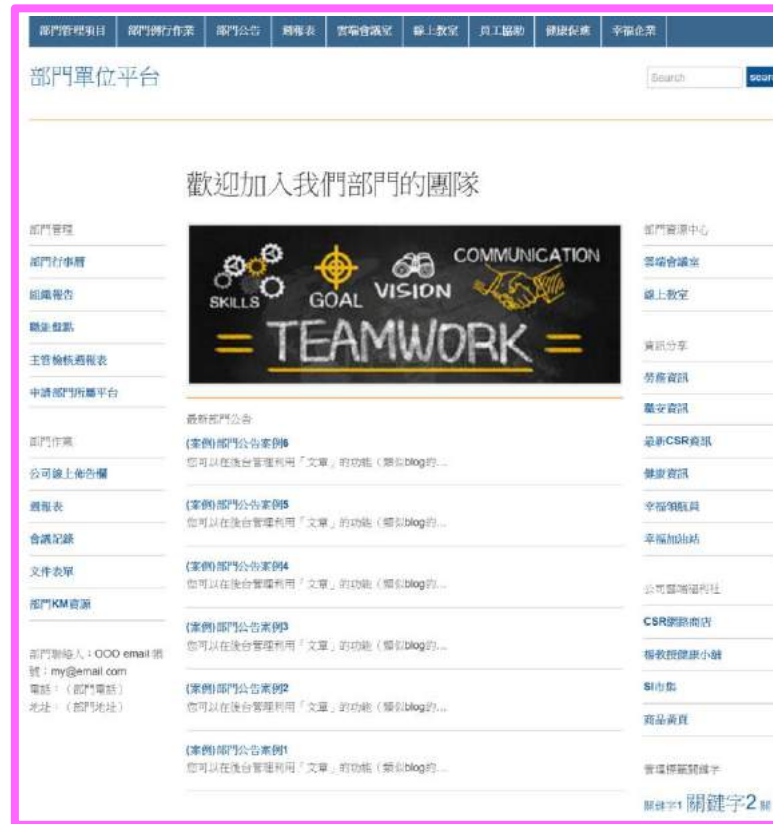 部門管理項目 部門例行作業 部門公告 週報表 雲端會議室 線上教室 員工協助 健康促進 幸福企業
部門單位平台
Search
歡迎加入我們部門的團隊
部門管理
部門行事曆
組織報告
職能盤點
主管檢核週報表
申請部門所屬平台
部門作業
公司線上佈告欄
週報表
會議記錄
文件表單
部門KM資源
部門聯絡人：OOO email 帳
號：my@email.com
電話：（部門電話）
地址：（部門地址）
SKILLS
GOAL
VISION
COMMUNICATION
= TEAMWORK =
最新部門公告
(案例)部門公告案例6
您可以在後台管理利用「文章」的功能（類似blog的...
(案例)部門公告案例5
您可以在後台管理利用「文章」的功能（類似blog的...
(案例)部門公告案例4
您可以在後台管理利用「文章」的功能（類似blog的...
(案例)部門公告案例3
您可以在後台管理利用「文章」的功能（類似blog的...
(案例)部門公告案例2
您可以在後台管理利用「文章」的功能（類似blog的...
(案例)部門公告案例1
您可以在後台管理利用「文章」的功能（類似blog的...
部門資源中心
雲端會議室
線上教室
資訊分享
勞務資訊
職安資訊
最新CSR資訊
健康資訊
幸福領航員
幸福加油站
公司雲端福利社
CSR網路商店
楊教授健康小舖
SI市集
商品黃頁
管理標籤關鍵字
關鍵字1 關鍵字2 關